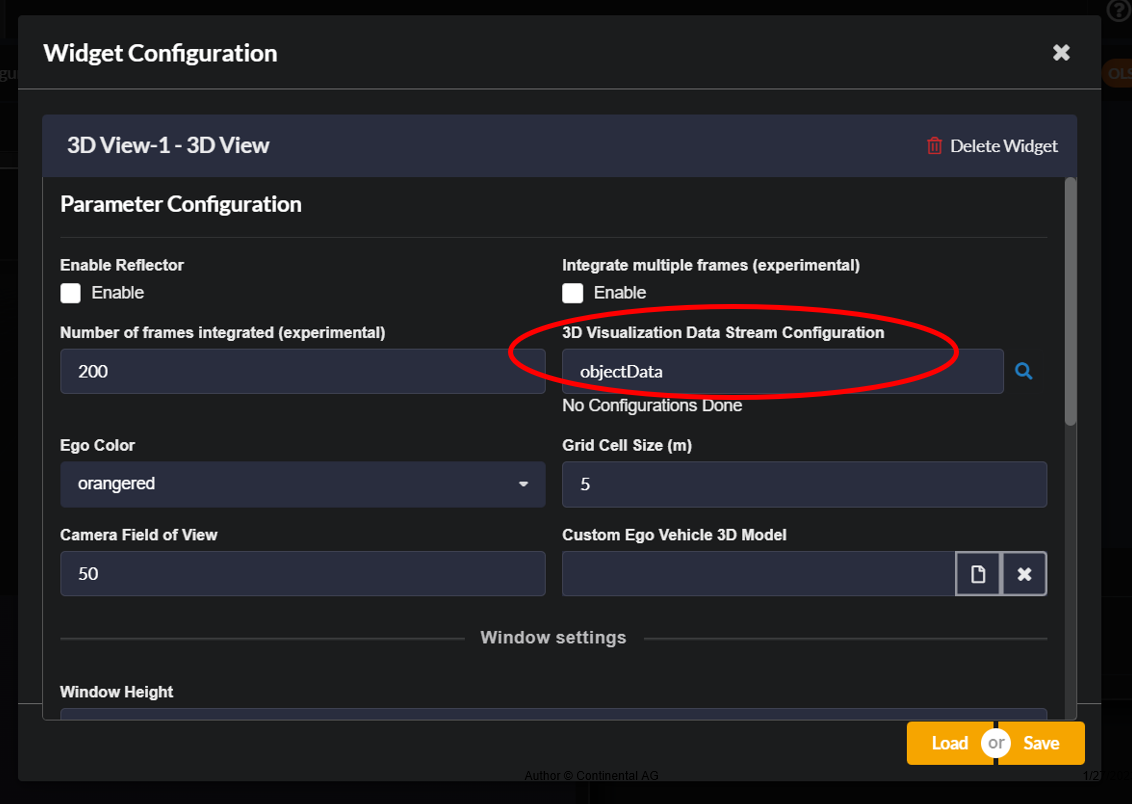 Widget Configuration
3D View-1 - 3D View
Delete Widget
Parameter Configuration
Enable Reflector
Integrate multiple frames (experimental)
Enable
Enable
Number of frames integrated (experimental)
3D Visualization Data Stream Configuration
200
objectData
No Configurations Done
Ego Color
Grid Cell Size (m)
orangered
5
Camera Field of View
Custom Ego Vehicle 3D Model
50
Window settings
Window Height
Load or Save
Author © Continental AG